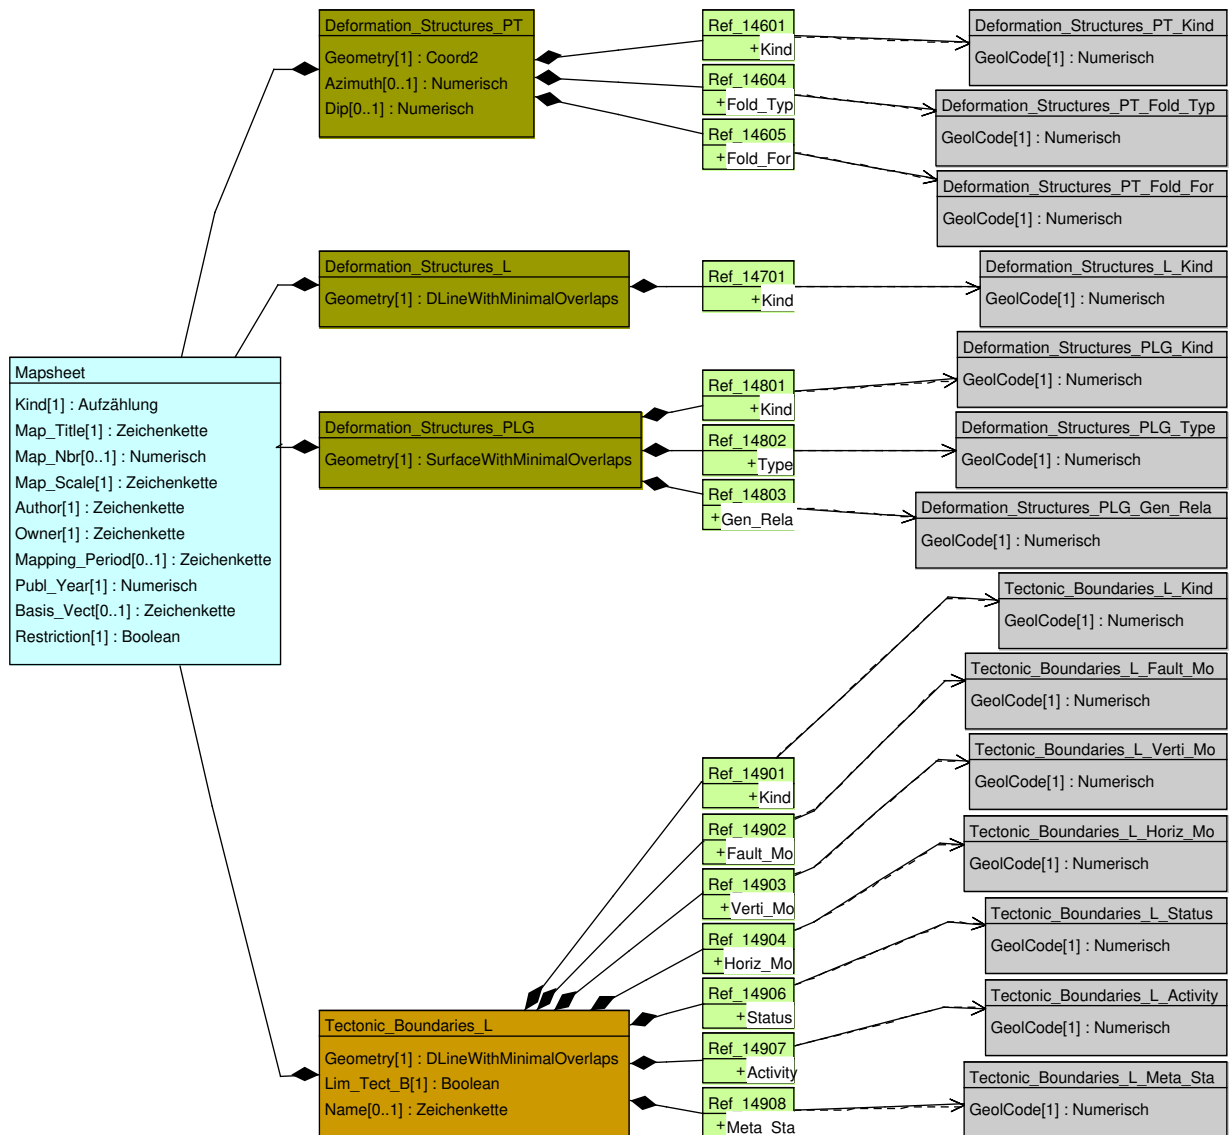 Deformation_Structures_PT
Geometry[1] : Coord2
Azimuth[0..1] : Numerisch
Dip[0..1] : Numerisch
Ref_14601
+Kind
Ref_14604
+Fold_Typ
Ref_14605
+Fold_For
Deformation_Structures_PT_Kind
GeolCode[1] : Numerisch
Deformation_Structures_PT_Fold_Typ
GeolCode[1] : Numerisch
Deformation_Structures_PT_Fold_For
GeolCode[1] : Numerisch
Deformation_Structures_L
Geometry[1] : DLineWithMinimalOverlaps
Ref_14701
+Kind
Deformation_Structures_L_Kind
GeolCode[1] : Numerisch
Mapsheet
Kind[1] : Aufzählung
Map_Title[1] : Zeichenkette
Map_Nbr[0..1] : Numerisch
Map_Scale[1] : Zeichenkette
Author[1] : Zeichenkette
Owner[1] : Zeichenkette
Mapping_Period[0..1] : Zeichenkette
Publ_Year[1] : Numerisch
Basis_Vect[0..1] : Zeichenkette
Restriction[1] : Boolean
Deformation_Structures_PLG
Geometry[1] : SurfaceWithMinimalOverlaps
Ref_14801
+Kind
Ref_14802
+Type
Ref_14803
+Gen_Rela
Deformation_Structures_PLG_Kind
GeolCode[1] : Numerisch
Deformation_Structures_PLG_Type
GeolCode[1] : Numerisch
Deformation_Structures_PLG_Gen_Rela
GeolCode[1] : Numerisch
Tectonic_Boundaries_L
Geometry[1] : DLineWithMinimalOverlaps
Lim_Tect_B[1] : Boolean
Name[0..1] : Zeichenkette
Ref_14901
+Kind
Ref_14902
+Fault_Mo
Ref_14903
+Verti_Mo
Ref_14904
+Horiz_Mo
Ref_14906
+Status
Ref_14907
+Activity
Ref_14908
+Meta_Sta
Tectonic_Boundaries_L_Kind
GeolCode[1] : Numerisch
Tectonic_Boundaries_L_Fault_Mo
GeolCode[1] : Numerisch
Tectonic_Boundaries_L_Verti_Mo
GeolCode[1] : Numerisch
Tectonic_Boundaries_L_Horiz_Mo
GeolCode[1] : Numerisch
Tectonic_Boundaries_L_Status
GeolCode[1] : Numerisch
Tectonic_Boundaries_L_Activity
GeolCode[1] : Numerisch
Tectonic_Boundaries_L_Meta_Sta
GeolCode[1] : Numerisch